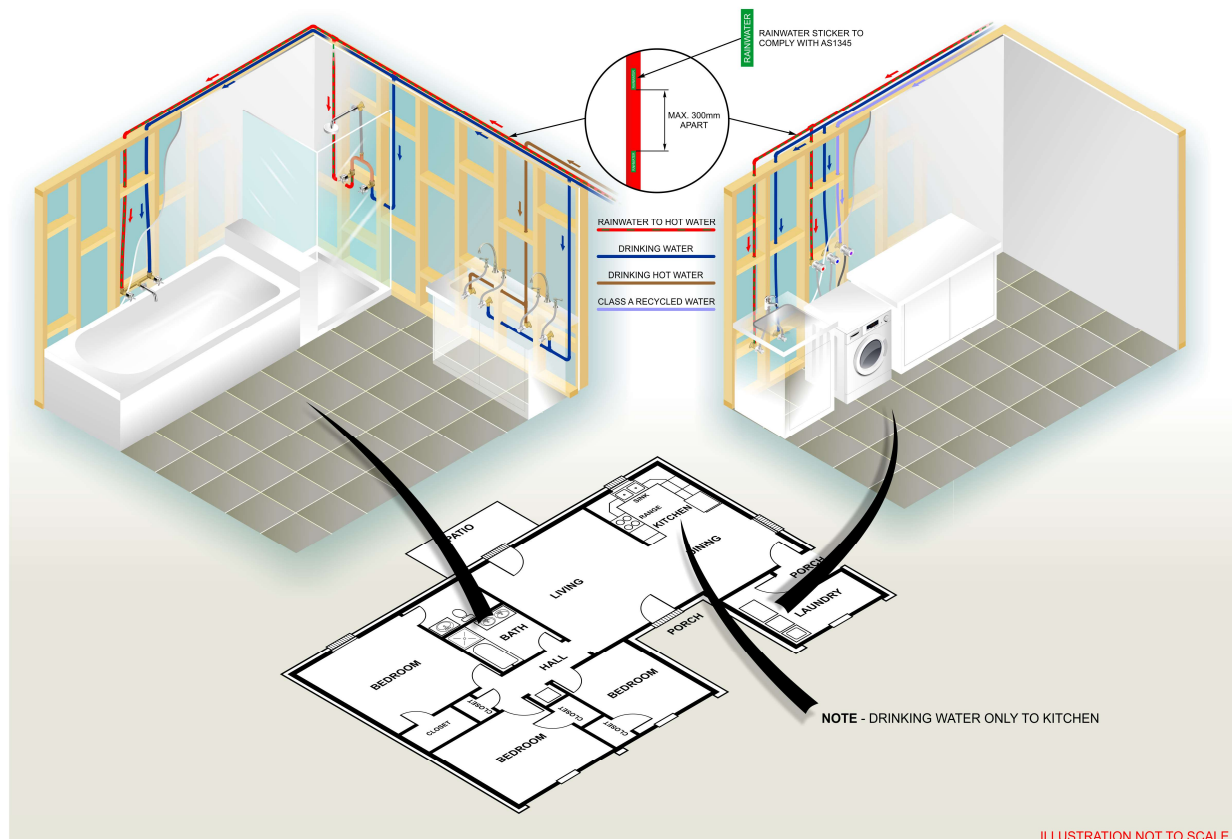 RAINWATER
RAINWATER STICKER TO
COMPLY WITH AS1345
MAX. 300mm
APART
RAINWATER TO HOT WATER
DRINKING WATER
DRINKING HOT WATER
CLASS A RECYCLED WATER
SINK
RANGE
KITCHEN
PATIO
DINING
LIVING
PORCH
LAUNDRY
BATH
PORCH
HALL
BEDROOM
BEDROOM
CLOSET
CLOSET
CLOSET
CLOSET
BEDROOM
NOTE - DRINKING WATER ONLY TO KITCHEN
ILLUSTRATION NOT TO SCALE